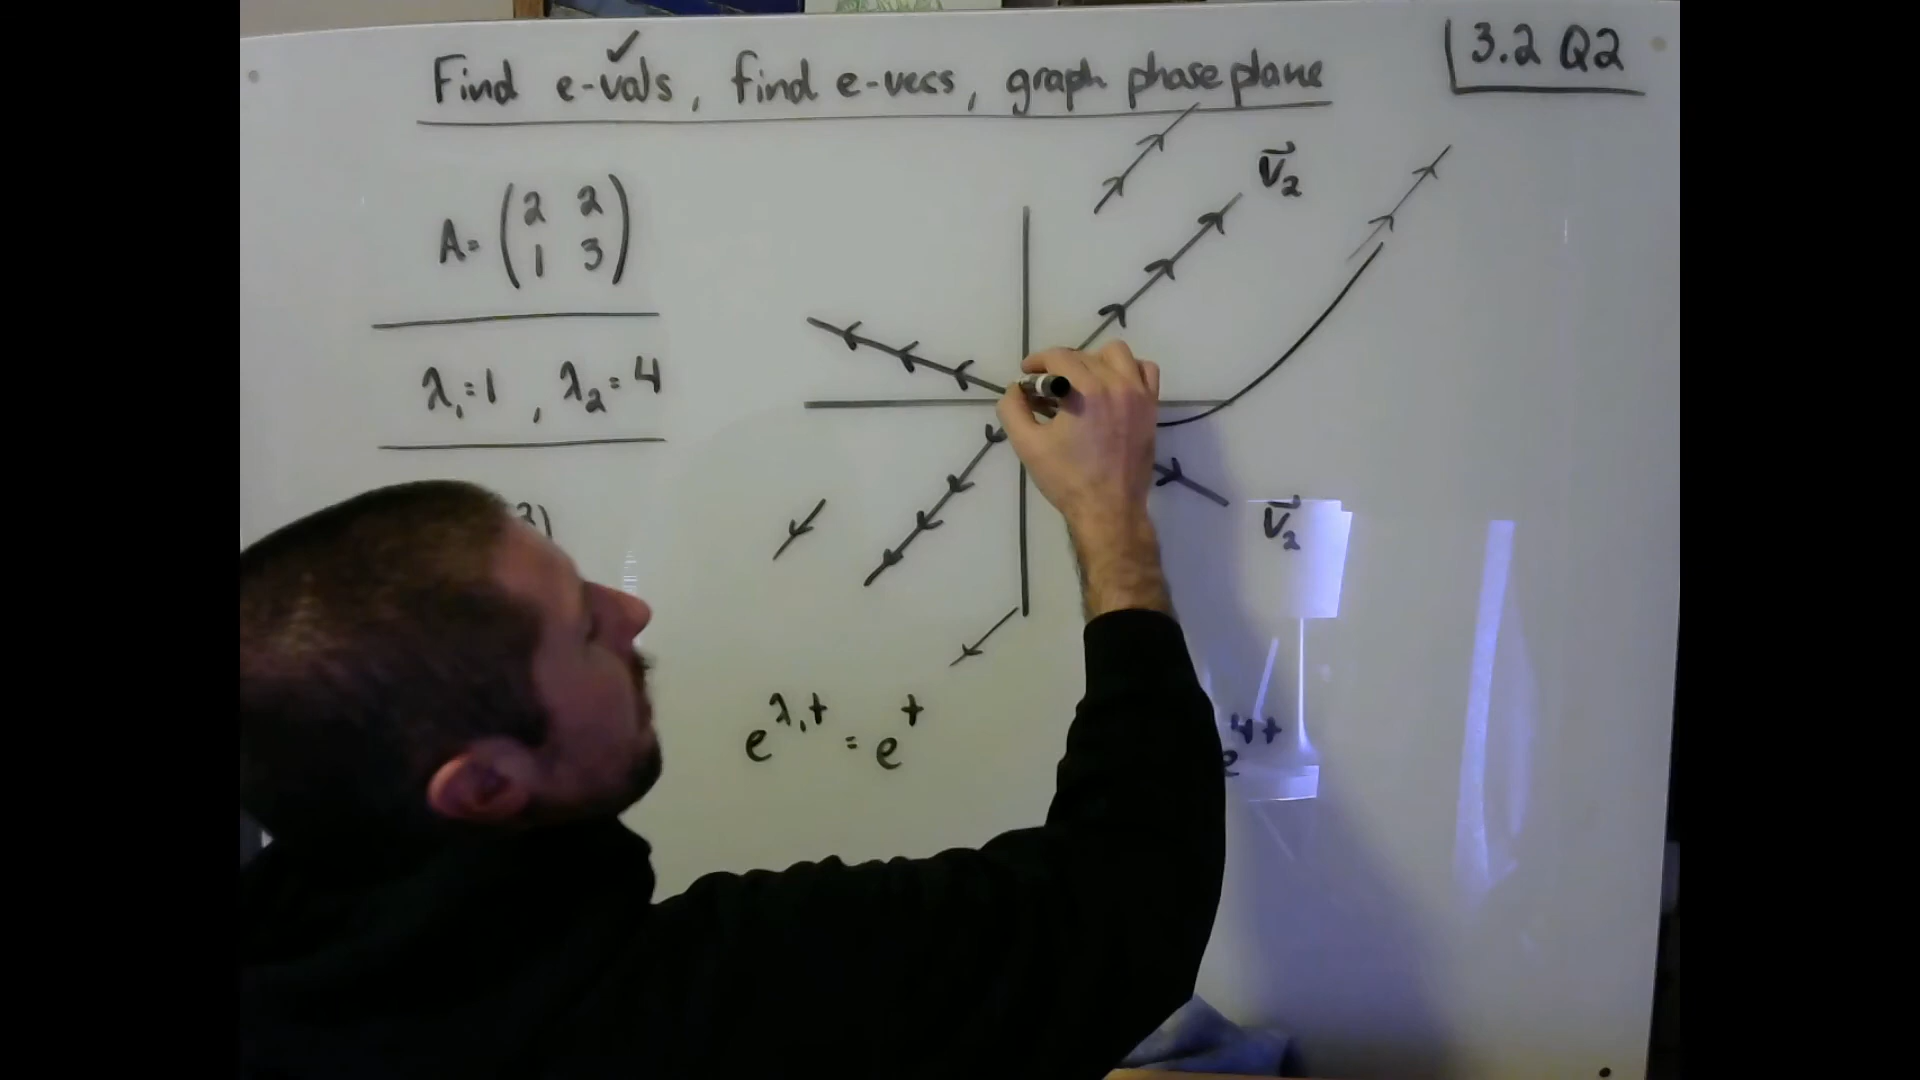 Find e-vals, find e-vecs, graph phase plane
3.2 Q2
A = (2 2
1 3)
λ₁=1, λ₂=4
v⃗₂
v⃗₂
e^λ₁t = e^t
e^4t